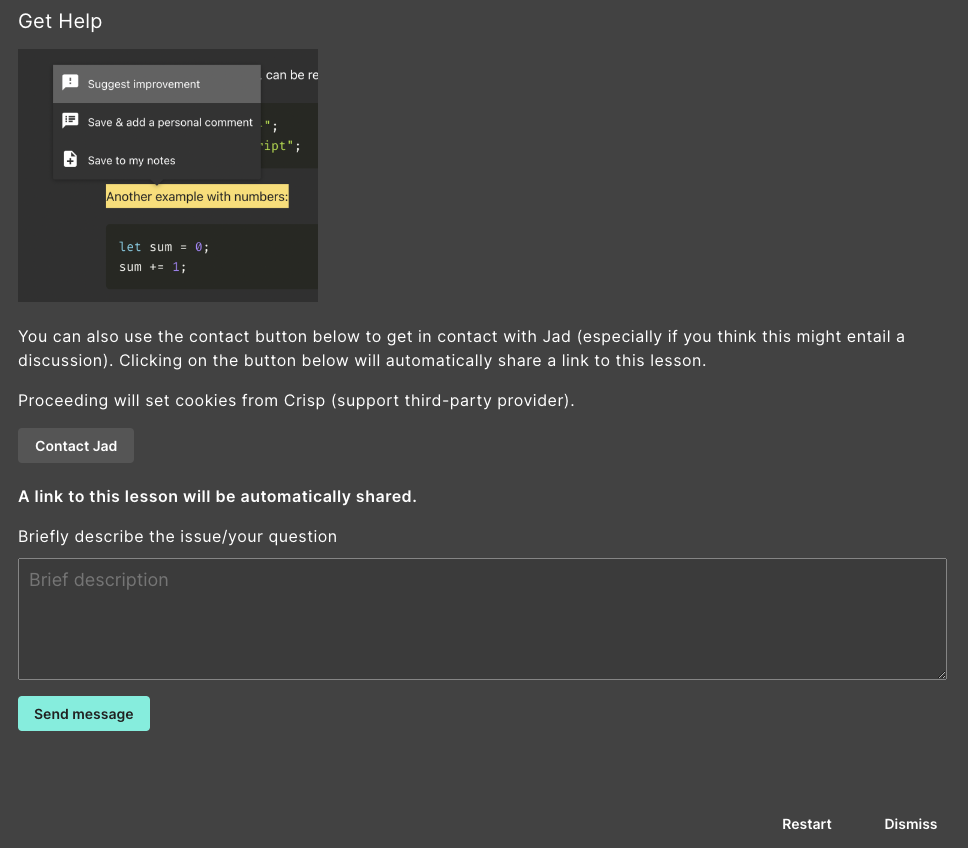 Get Help
can be re
Suggest improvement
Save & add a personal comment
";
ript";
Save to my notes
Another example with numbers:
let sum = 0;
sum += 1;
You can also use the contact button below to get in contact with Jad (especially if you think this might entail a
discussion). Clicking on the button below will automatically share a link to this lesson.
Proceeding will set cookies from Crisp (support third-party provider).
Contact Jad
A link to this lesson will be automatically shared.
Briefly describe the issue/your question
Brief description
Send message
Restart
Dismiss